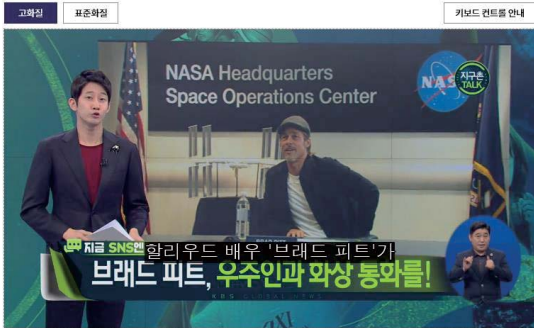 고화질
표준화질
키보드 컨트롤 안내
NASA Headquarters
Space Operations Center
NAS
지구촌
TALK
지금 SNS엔
할리우드 배우 '브래드 피트'가
브래드 피트, 우주인과 화상 통화를!